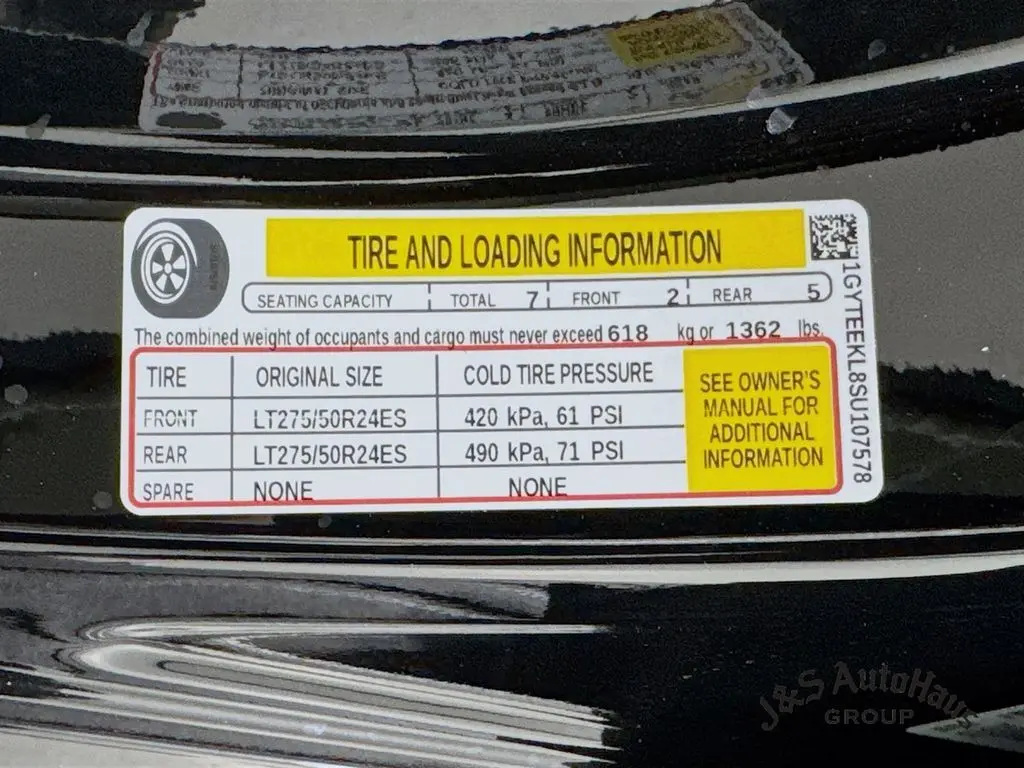 TIRE AND LOADING INFORMATION
SEATING CAPACITY TOTAL 7 FRONT 2 REAR 5
The combined weight of occupants and cargo must never exceed 618 kg or 1362 lbs.
TIRE ORIGINAL SIZE COLD TIRE PRESSURE
FRONT LT275/50R24ES 420 kPa, 61 PSI
REAR LT275/50R24ES 490 kPa, 71 PSI
SPARE NONE NONE
SEE OWNER'S
MANUAL FOR
ADDITIONAL
INFORMATION
1GYTEEKL8SU107578
J&S AutoHaus
GROUP